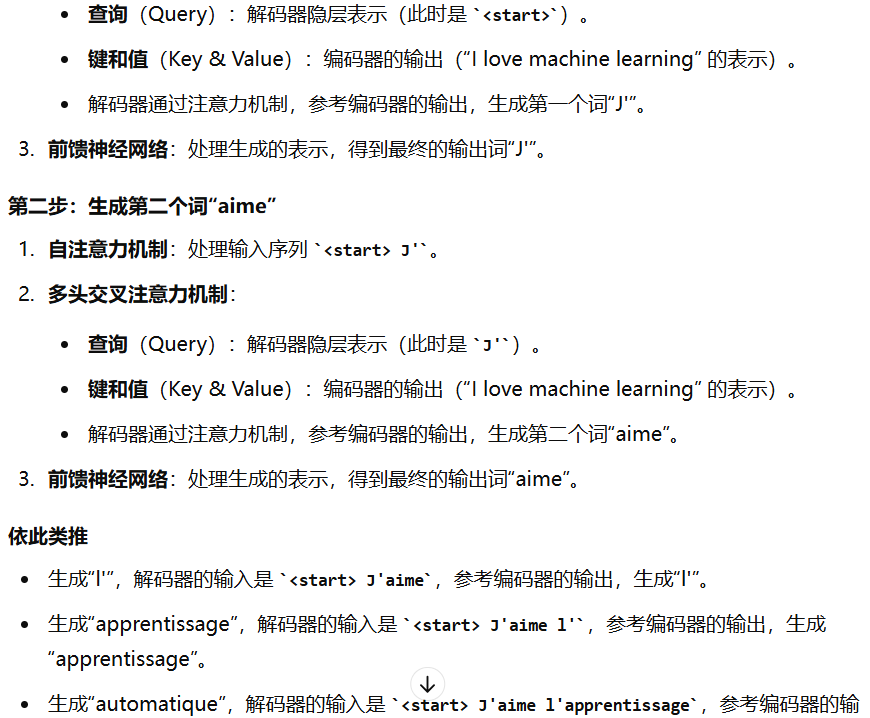 • 查询（Query）：解码器隐层表示（此时是 `<start>`）。
• 键和值（Key & Value）：编码器的输出（“I love machine learning” 的表示）。
• 解码器通过注意力机制，参考编码器的输出，生成第一个词“J'”。
3. 前馈神经网络：处理生成的表示，得到最终的输出词“J'”。
第二步：生成第二个词“aime”
1. 自注意力机制：处理输入序列 `<start> J'`。
2. 多头交叉注意力机制：
• 查询（Query）：解码器隐层表示（此时是 `J'`）。
• 键和值（Key & Value）：编码器的输出（“I love machine learning” 的表示）。
• 解码器通过注意力机制，参考编码器的输出，生成第二个词“aime”。
3. 前馈神经网络：处理生成的表示，得到最终的输出词“aime”。
依此类推
• 生成“l'”，解码器的输入是 `<start> J'aime`，参考编码器的输出，生成“l'”。
• 生成“apprentissage”，解码器的输入是 `<start> J'aime l'`，参考编码器的输出，生成
“apprentissage”。
• 生成“automatique”，解码器的输入是 `<start> J'aime l'apprentissage`，参考编码器的输